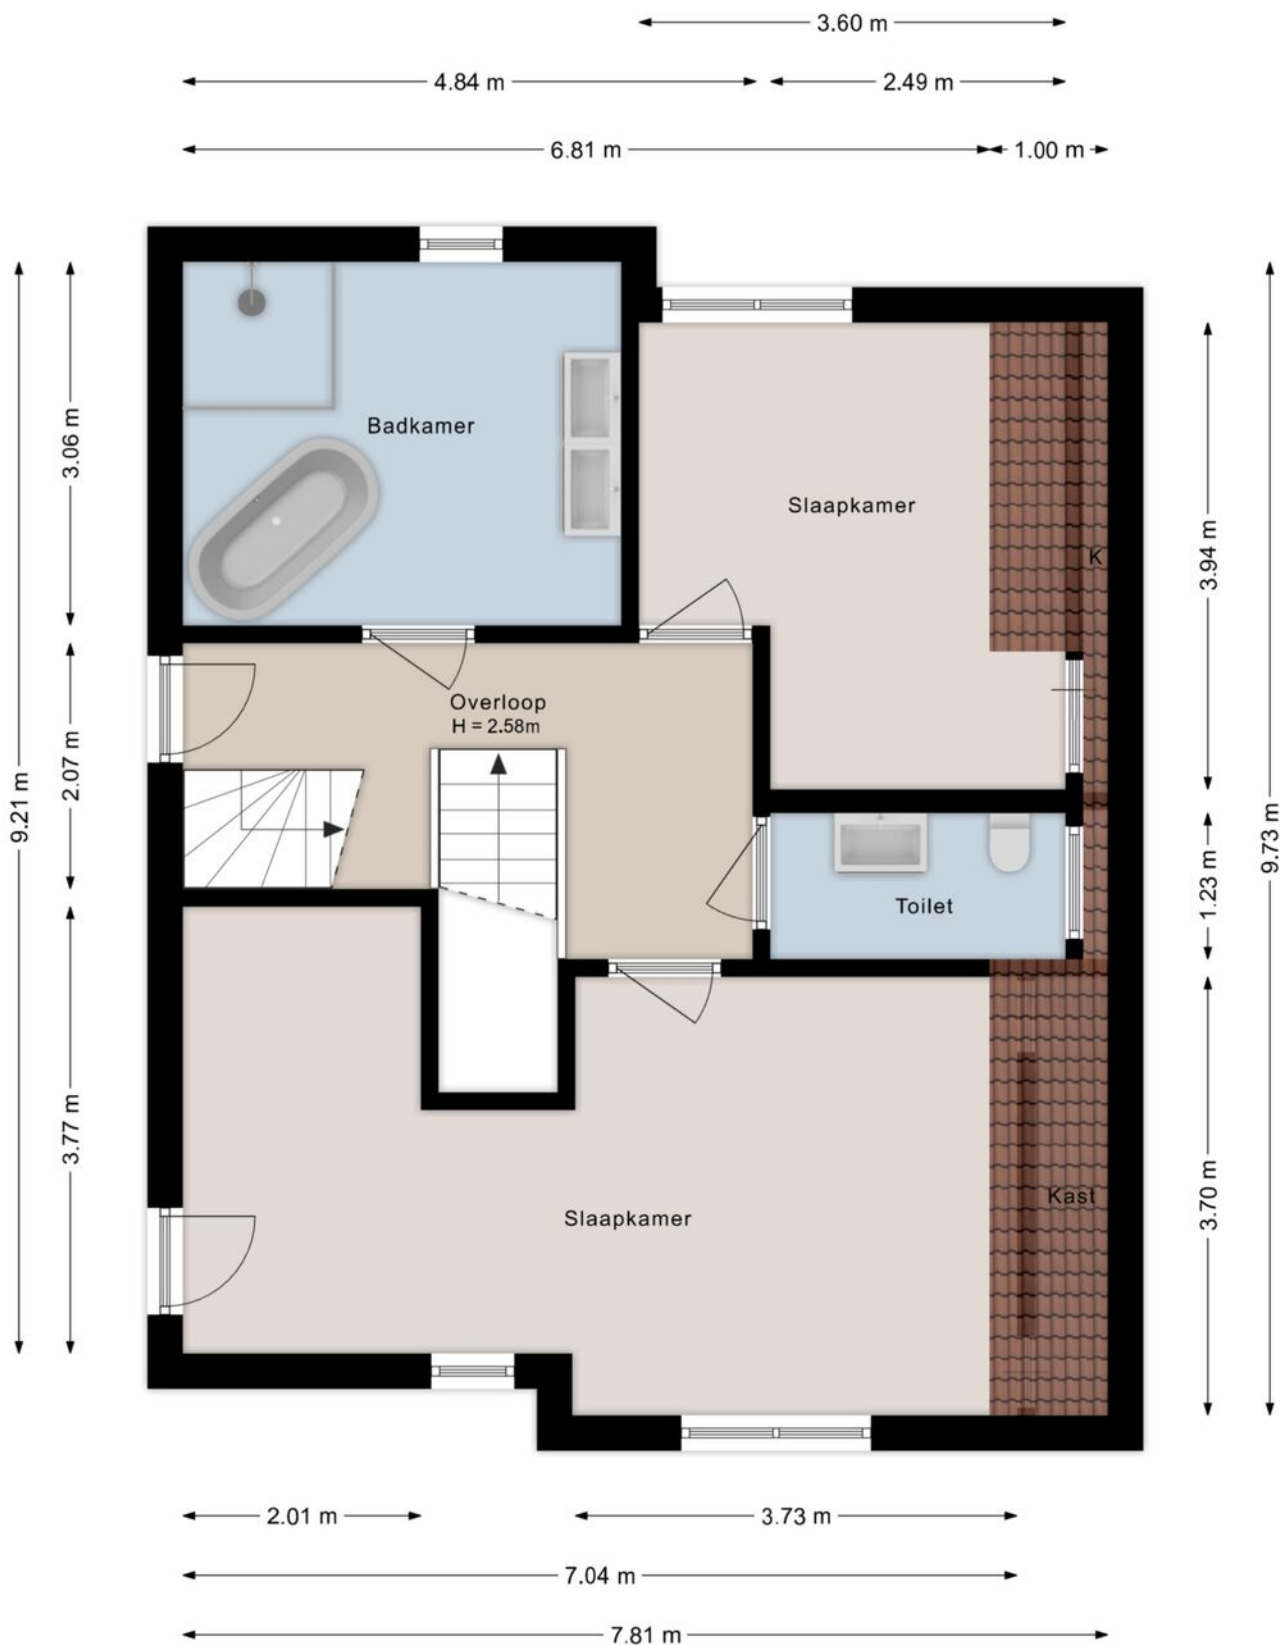 3.60 m
4.84 m
2.49 m
6.81 m
1.00 m
Badkamer
3.06 m
Slaapkamer
K
3.94 m
Overloop
H = 2.58m
2.07 m
9.21 m
9.73 m
1.23 m
Toilet
3.77 m
Kast
3.70 m
Slaapkamer
2.01 m
3.73 m
7.04 m
7.81 m